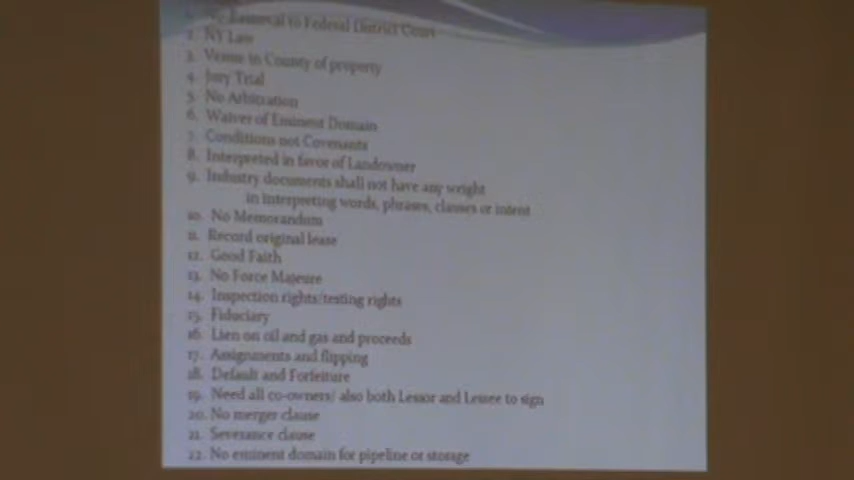 Removal to Federal District Court
2. NY Law
3. Venue in County of property
4. Jury Trial
5. No Arbitration
6. Waiver of Eminent Domain
7. Conditions not Covenants
8. Interpreted in favor of Landowner
9. Industry documents shall not have any weight
in interpreting words, phrases, clauses or intent
10. No Memorandum
11. Record original lease
12. Good Faith
13. No Force Majeure
14. Inspection rights/testing rights
15. Fiduciary
16. Lien on oil and gas and proceeds
17. Assignments and flipping
18. Default and Forfeiture
19. Need all co-owners/ also both Lessor and Lessee to sign
20. No merger clause
21. Severance clause
22. No eminent domain for pipeline or storage